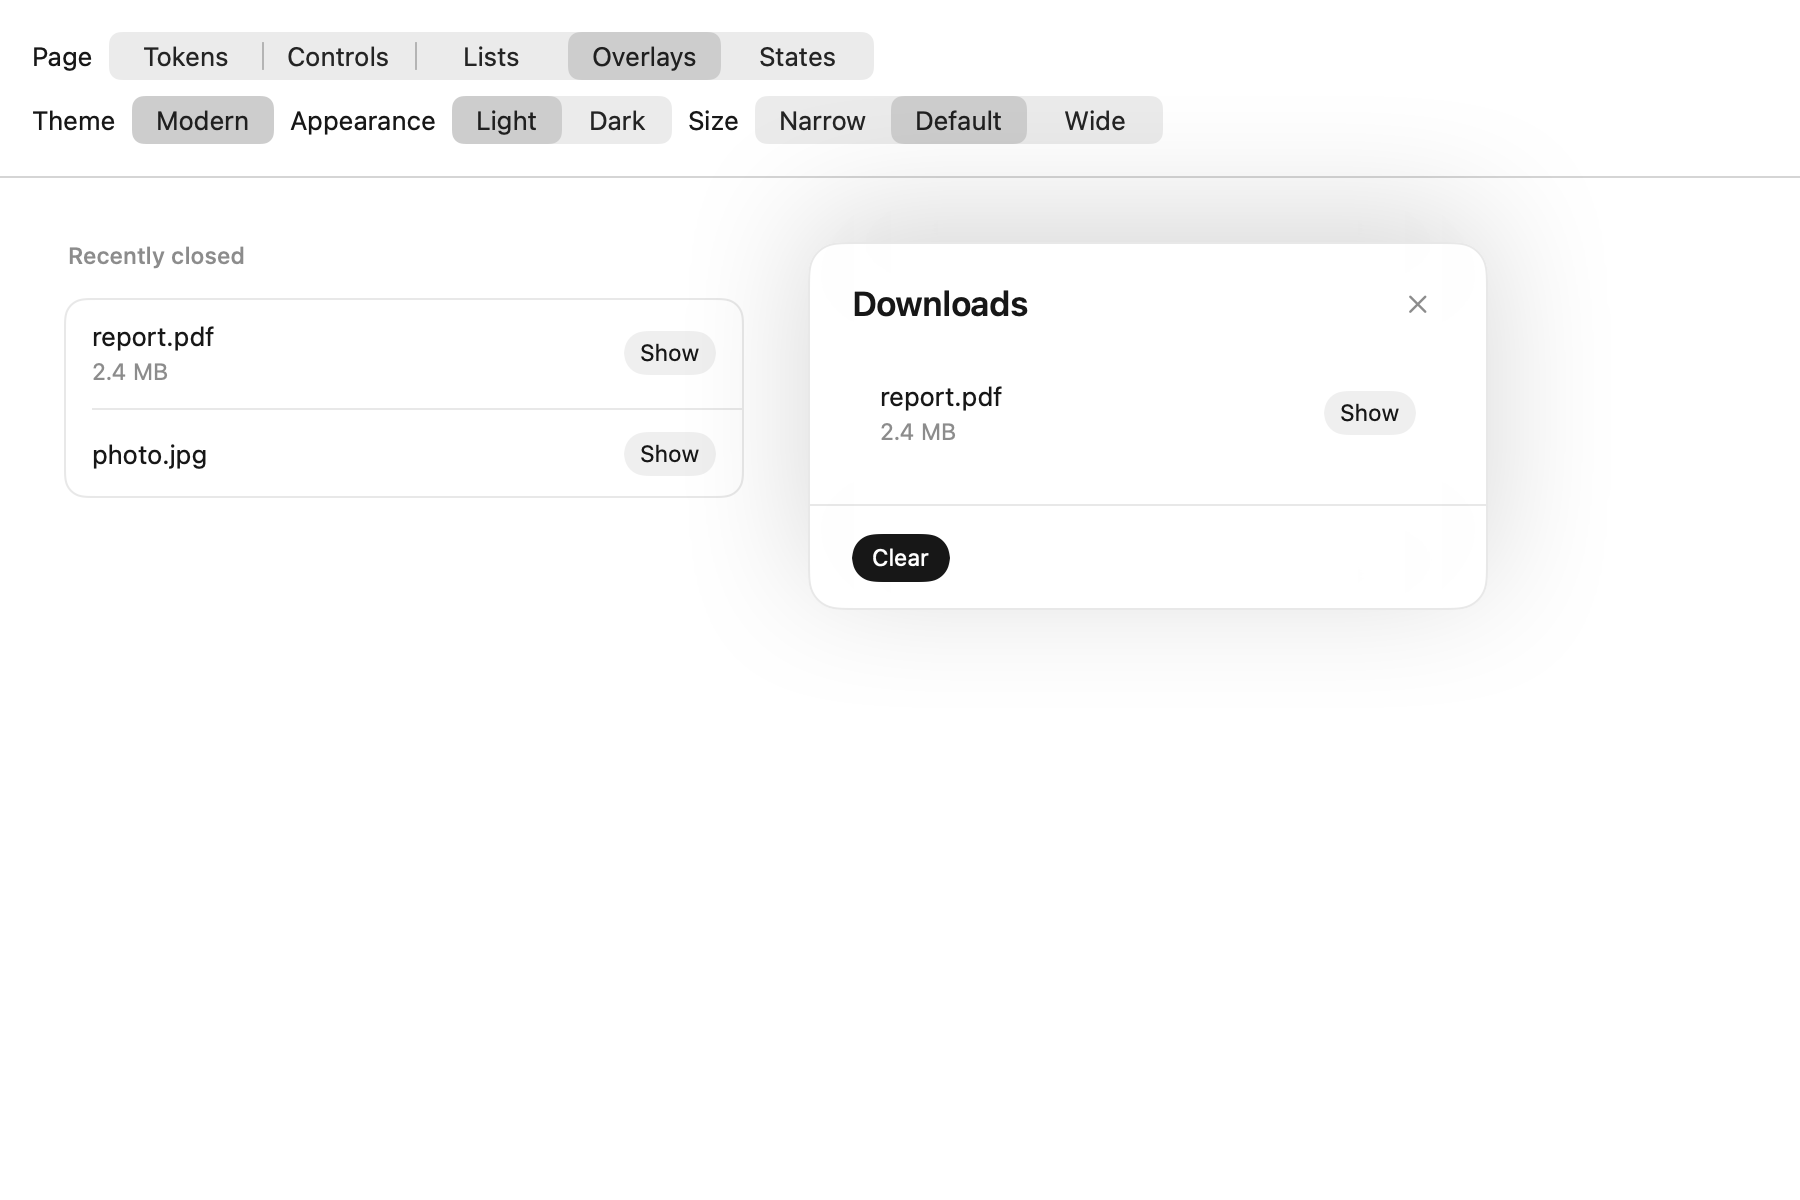 Page Tokens Controls Lists Overlays States
Theme Modern Appearance Light Dark Size Narrow Default Wide
Recently closed
report.pdf
2.4 MB
Show
photo.jpg
Show
Downloads
report.pdf
2.4 MB
Show
Clear